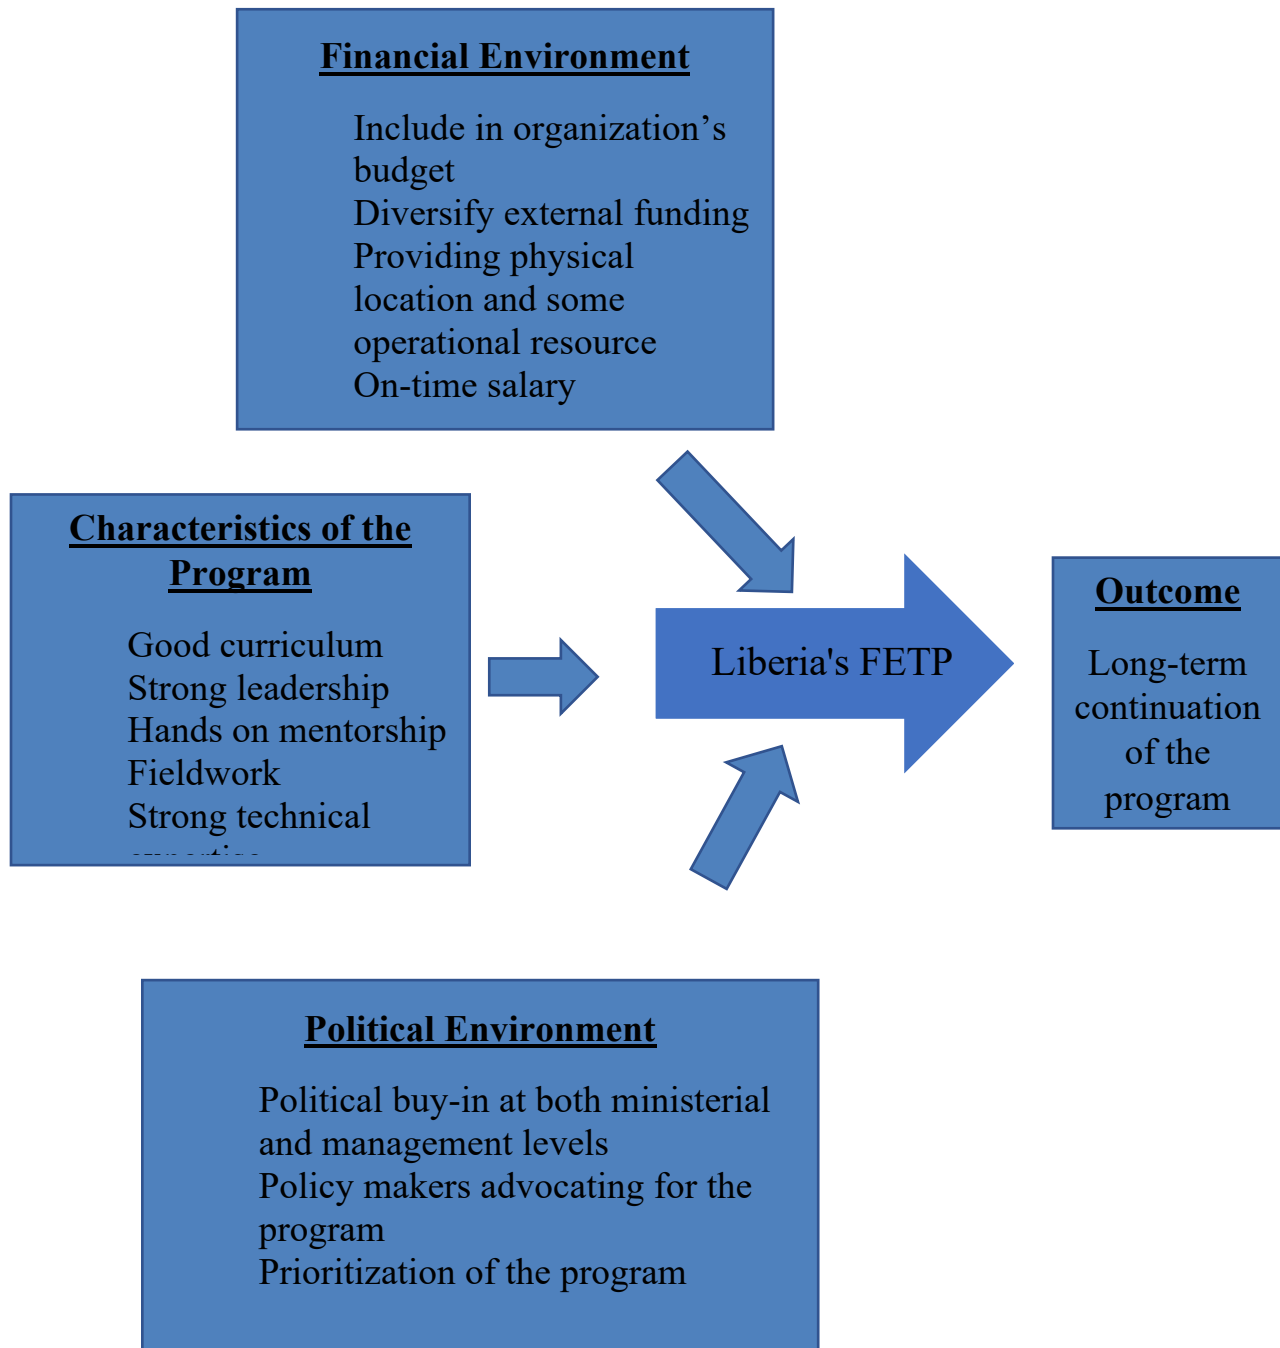 Financial Environment
Include in organization’s
budget
Diversify external funding
Providing physical
location and some
operational resource
On-time salary
Characteristics of the
Program
Good curriculum
Strong leadership
Hands on mentorship
Fieldwork
Strong technical
Liberia's FETP
Outcome
Long-term
continuation
of the
program
Political Environment
Political buy-in at both ministerial
and management levels
Policy makers advocating for the
program
Prioritization of the program